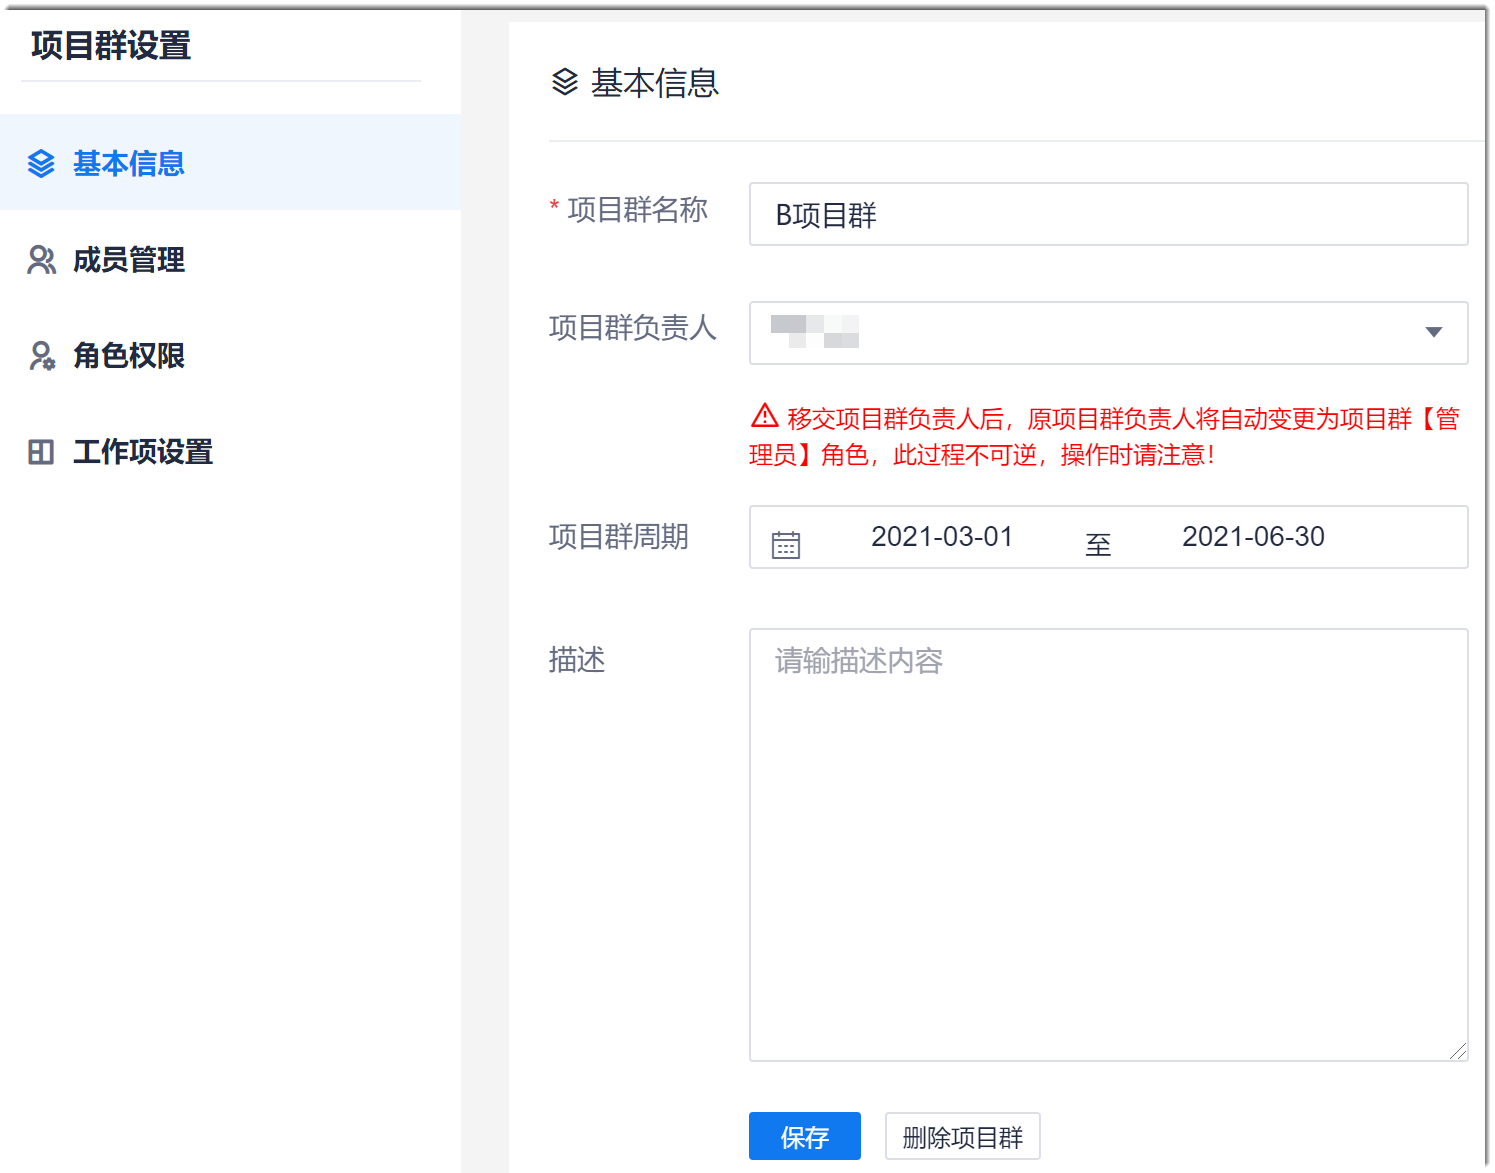 项目群设置
基本信息
成员管理
角色权限
工作项设置
基本信息
* 项目群名称
B项目群
项目群负责人
移交项目群负责人后，原项目群负责人将自动变更为项目群【管
理员】角色，此过程不可逆，操作时请注意！
项目群周期
2021-03-01 至 2021-06-30
描述
请输描述内容
保存 删除项目群